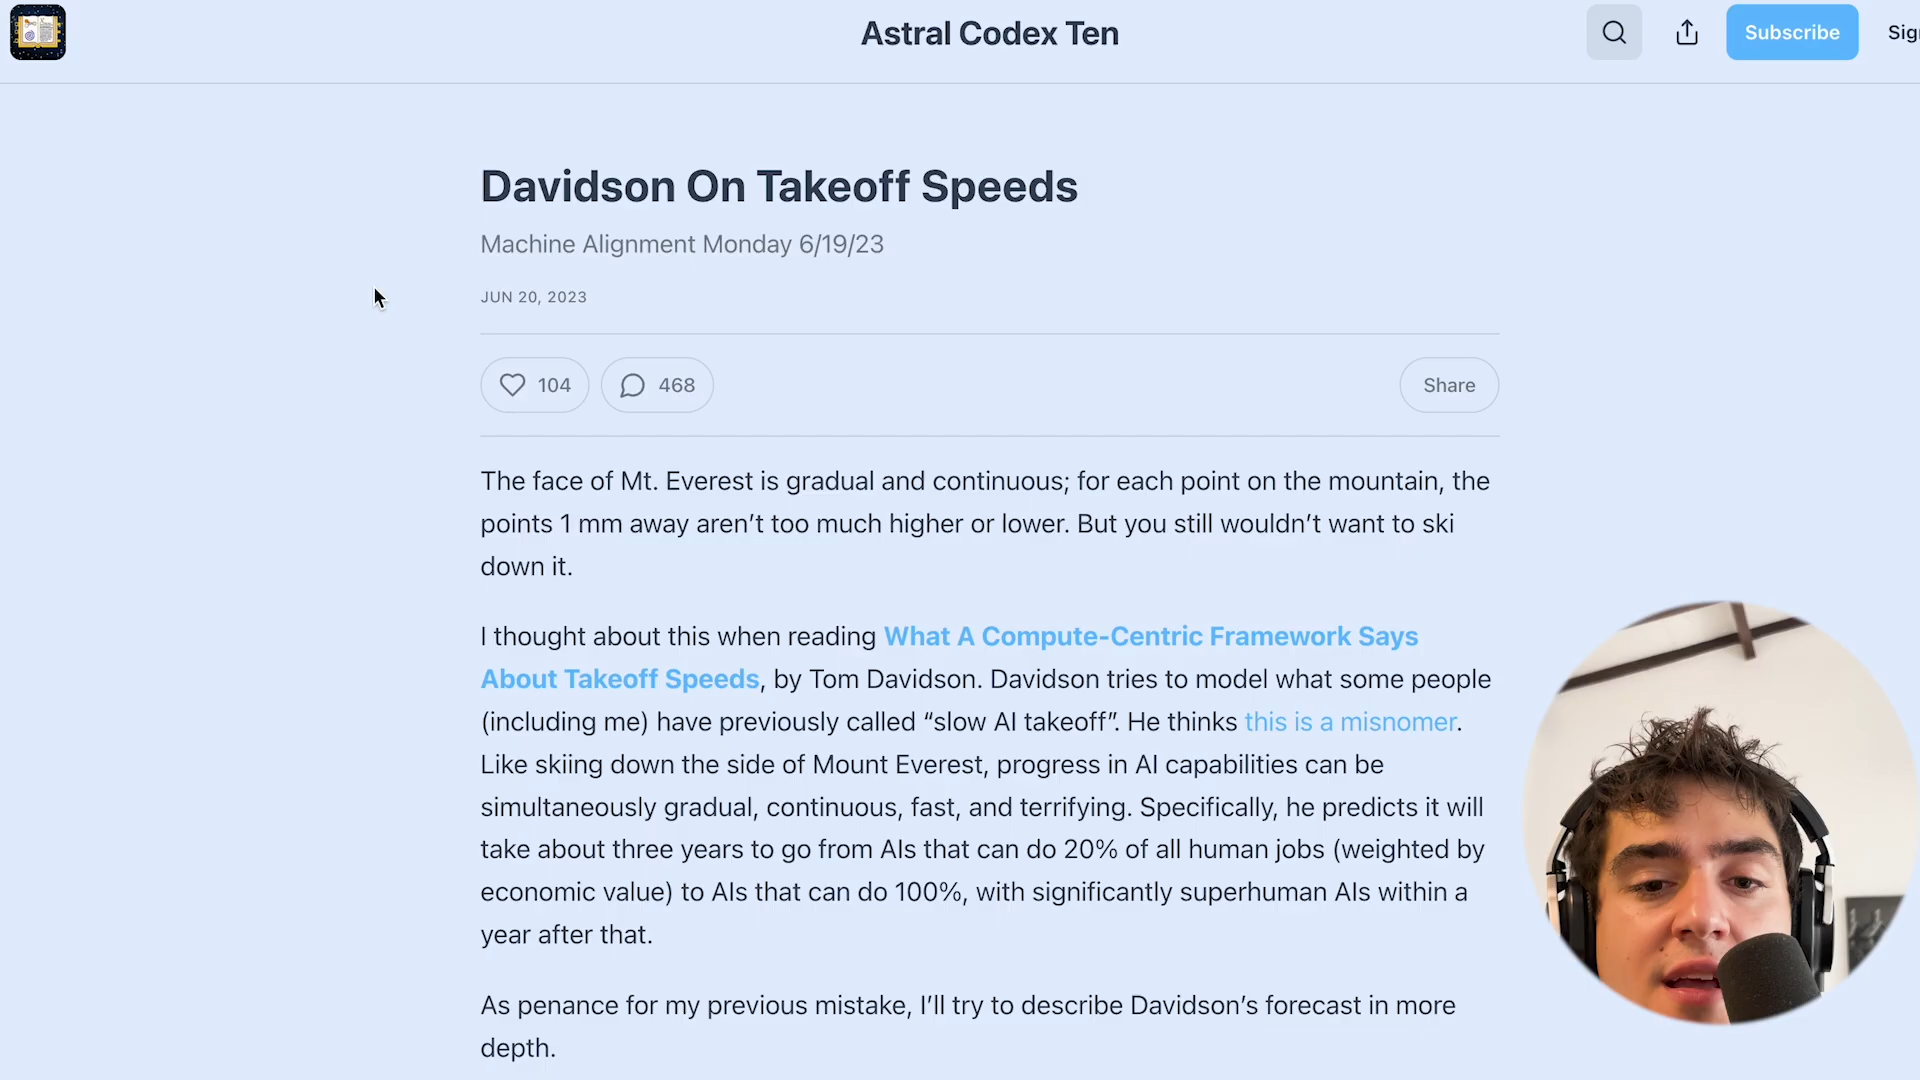 Astral Codex Ten
Subscribe
Davidson On Takeoff Speeds
Machine Alignment Monday 6/19/23
JUN 20, 2023
104
468
Share
The face of Mt. Everest is gradual and continuous; for each point on the mountain, the
points 1 mm away aren’t too much higher or lower. But you still wouldn’t want to ski
down it.
I thought about this when reading What A Compute-Centric Framework Says
About Takeoff Speeds, by Tom Davidson. Davidson tries to model what some people
(including me) have previously called “slow AI takeoff”. He thinks this is a misnomer.
Like skiing down the side of Mount Everest, progress in AI capabilities can be
simultaneously gradual, continuous, fast, and terrifying. Specifically, he predicts it will
take about three years to go from AIs that can do 20% of all human jobs (weighted by
economic value) to AIs that can do 100%, with significantly superhuman AIs within a
year after that.
As penance for my previous mistake, I’ll try to describe Davidson’s forecast in more
depth.